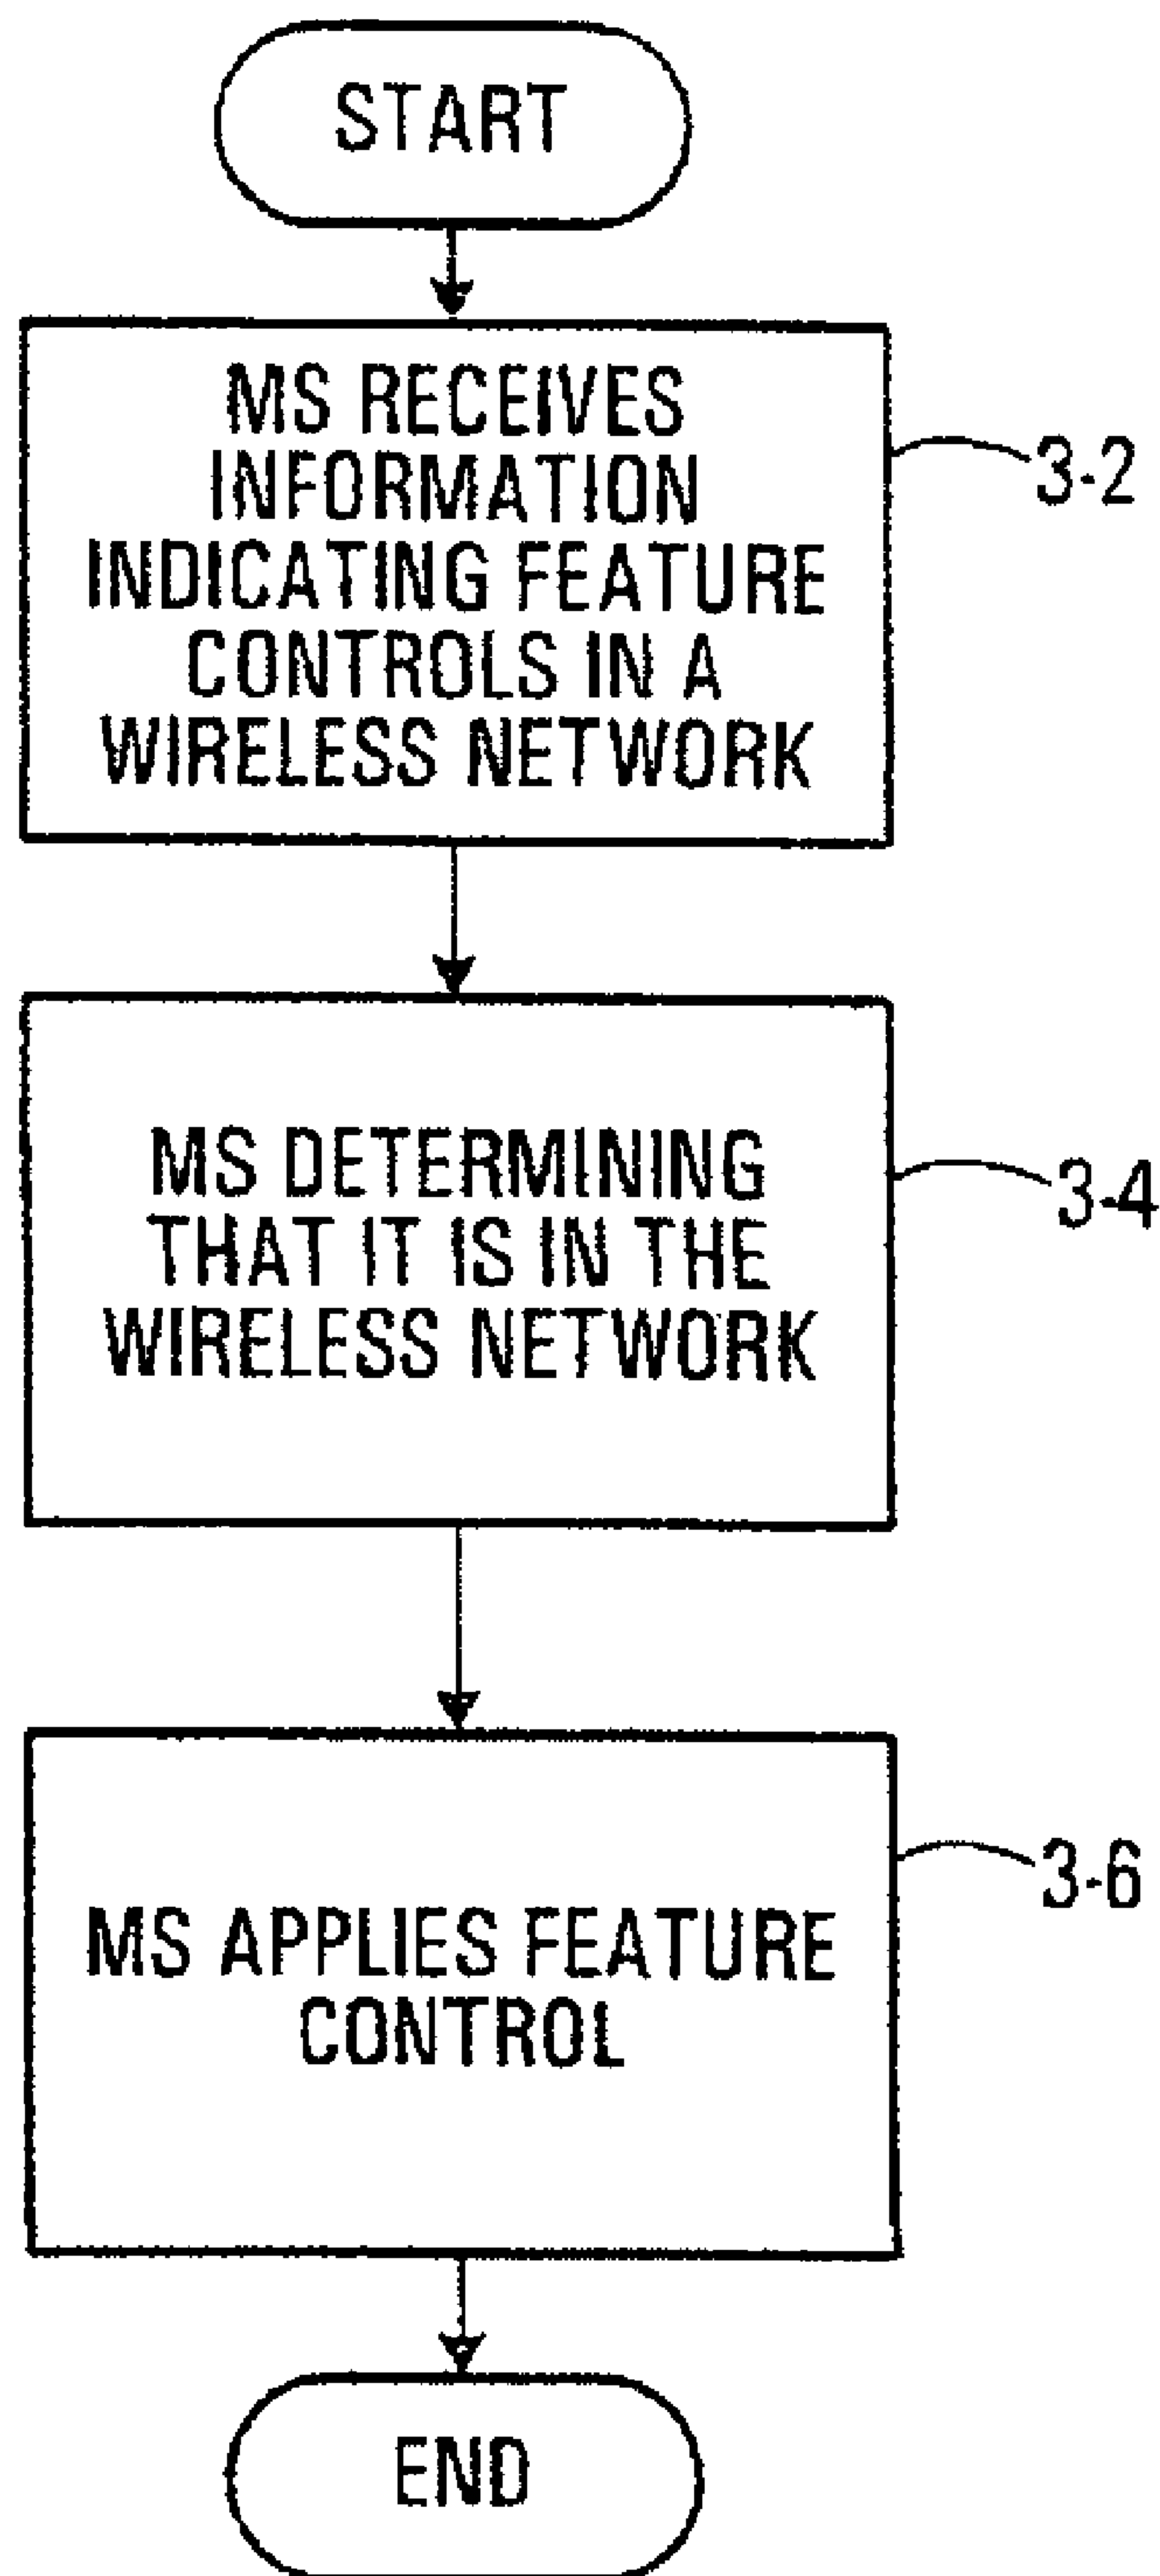 START
MS RECEIVES
INFORMATION
INDICATING FEATURE
CONTROLS IN A
WIRELESS NETWORK
3-2
MS DETERMINING
THAT IT IS IN THE
WIRELESS NETWORK
3-4
MS APPLIES FEATURE
CONTROL
3-6
END